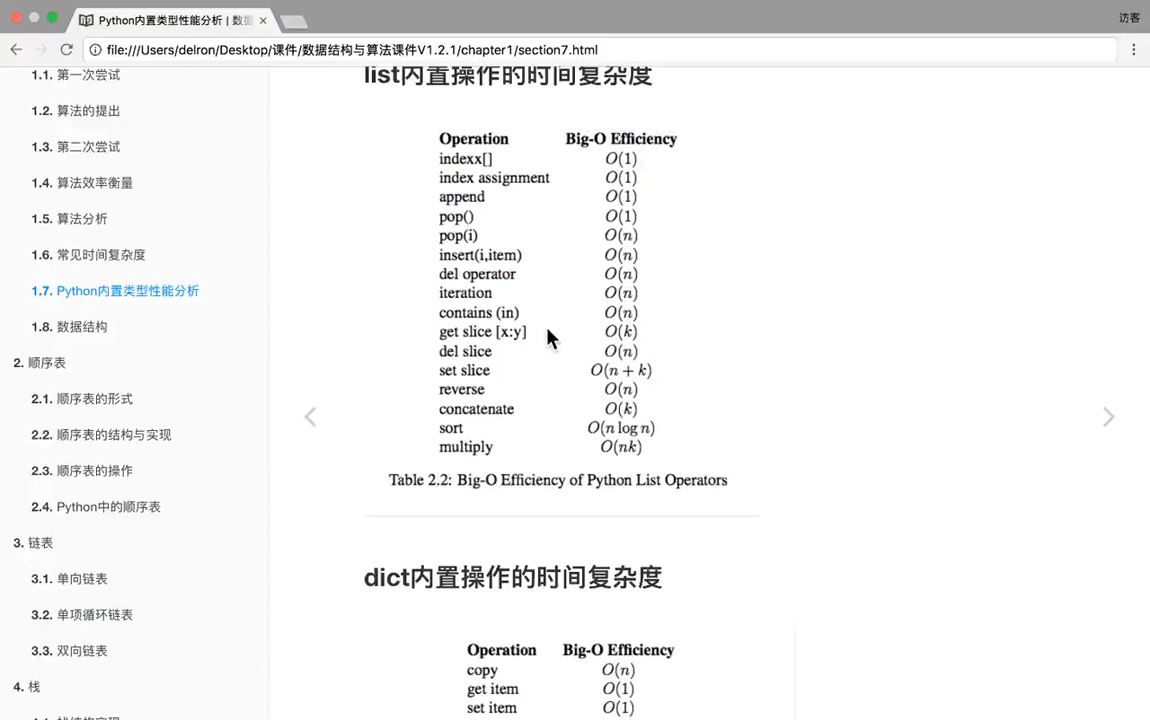 Python内置类型性能分析 | 数据
访客
file:///Users/delron/Desktop/课件/数据结构与算法课件V1.2.1/chapter1/section7.html
1.1. 第一次尝试
1.2. 算法的提出
1.3. 第二次尝试
1.4. 算法效率衡量
1.5. 算法分析
1.6. 常见时间复杂度
1.7. Python内置类型性能分析
1.8. 数据结构
2. 顺序表
2.1. 顺序表的形式
2.2. 顺序表的结构与实现
2.3. 顺序表的操作
2.4. Python中的顺序表
3. 链表
3.1. 单向链表
3.2. 单项循环链表
3.3. 双向链表
4. 栈
list内置操作的时间复杂度
Operation Big-O Efficiency
indexx[] O(1)
index assignment O(1)
append O(1)
pop() O(1)
pop(i) O(n)
insert(i,item) O(n)
del operator O(n)
iteration O(n)
contains (in) O(n)
get slice [x:y] O(k)
del slice O(n)
set slice O(n + k)
reverse O(n)
concatenate O(k)
sort O(n log n)
multiply O(nk)
Table 2.2: Big-O Efficiency of Python List Operators
dict内置操作的时间复杂度
Operation Big-O Efficiency
copy O(n)
get item O(1)
set item O(1)